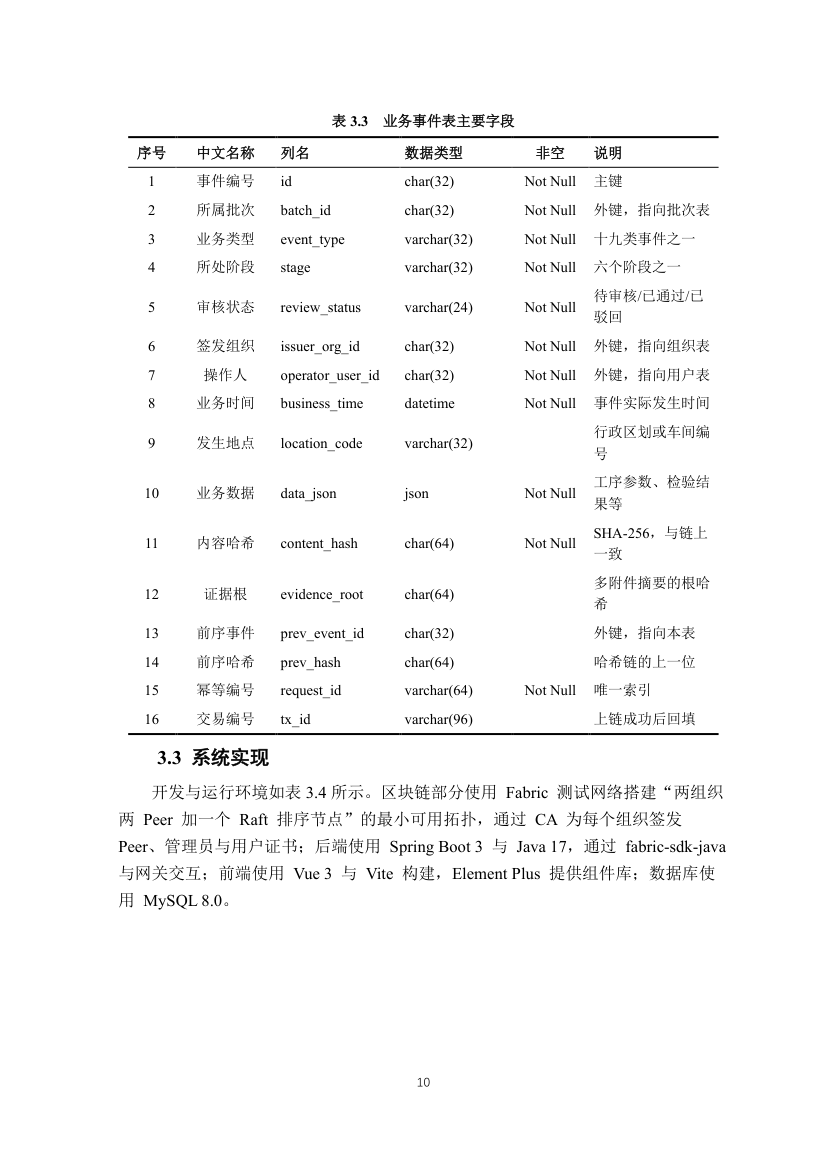 表 3.3 业务事件表主要字段
序号 中文名称 列名 数据类型 非空 说明
1 事件编号 id char(32) Not Null 主键
2 所属批次 batch_id char(32) Not Null 外键，指向批次表
3 业务类型 event_type varchar(32) Not Null 十九类事件之一
4 所处阶段 stage varchar(32) Not Null 六个阶段之一
5 审核状态 review_status varchar(24) Not Null 待审核/已通过/已
驳回
6 签发组织 issuer_org_id char(32) Not Null 外键，指向组织表
7 操作人 operator_user_id char(32) Not Null 外键，指向用户表
8 业务时间 business_time datetime Not Null 事件实际发生时间
9 发生地点 location_code varchar(32) 行政区划或车间编
号
10 业务数据 data_json json Not Null 工序参数、检验结
果等
11 内容哈希 content_hash char(64) Not Null SHA-256，与链上
一致
12 证据根 evidence_root char(64) 多附件摘要的根哈
希
13 前序事件 prev_event_id char(32) 外键，指向本表
14 前序哈希 prev_hash char(64) 哈希链的上一位
15 幂等编号 request_id varchar(64) Not Null 唯一索引
16 交易编号 tx_id varchar(96) 上链成功后回填
3.3 系统实现
开发与运行环境如表 3.4 所示。区块链部分使用 Fabric 测试网络搭建“两组织
两 Peer 加一个 Raft 排序节点”的最小可用拓扑，通过 CA 为每个组织签发
Peer、管理员与用户证书；后端使用 Spring Boot 3 与 Java 17，通过 fabric-sdk-java
与网关交互；前端使用 Vue 3 与 Vite 构建，Element Plus 提供组件库；数据库使
用 MySQL 8.0。
10